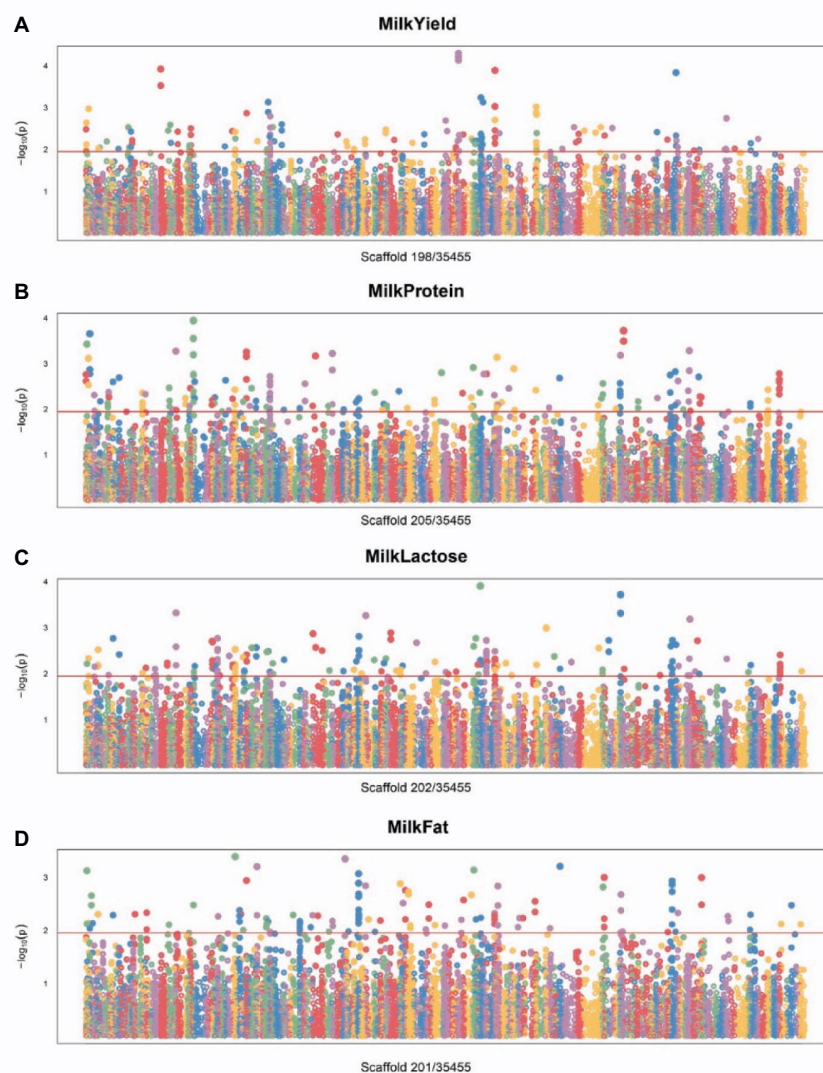 A
MilkYield
4
3
2
1
−log₁₀(p)
Scaffold 198/35455
B
MilkProtein
4
3
2
1
−log₁₀(p)
Scaffold 205/35455
C
MilkLactose
4
3
2
1
−log₁₀(p)
Scaffold 202/35455
D
MilkFat
3
2
1
−log₁₀(p)
Scaffold 201/35455